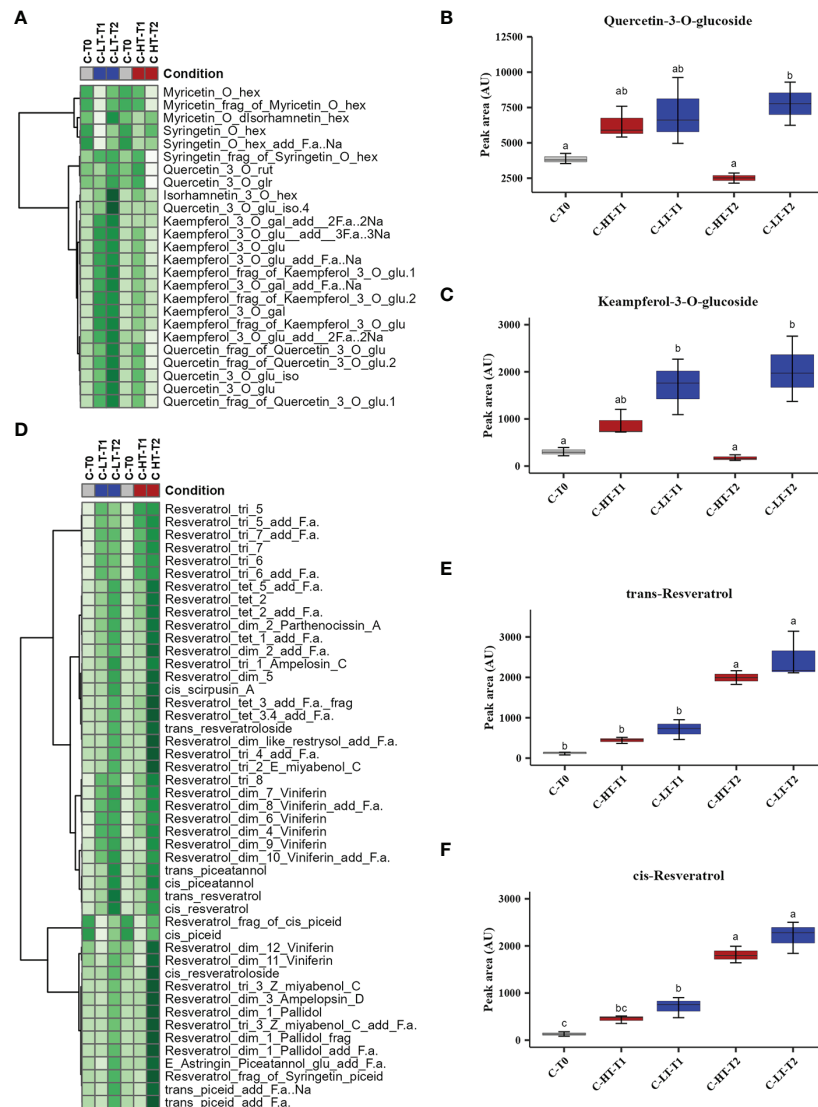 A
C-T0
C-LT-T1
C-LT-T2
C-T0
C-HT-T1
C HT-T2
Condition
Myricetin_O_hex
Myricetin_frag_of_Myricetin_O_hex
Myricetin_O_dIsorhamnetin_hex
Syringetin_O_hex
Syringetin_O_hex_add_F.a..Na
Syringetin_frag_of_Syringetin_O_hex
Quercetin_3_O_rut
Quercetin_3_O_glr
Isorhamnetin_3_O_hex
Quercetin_3_O_glu_iso.4
Kaempferol_3_O_gal_add__2F.a..2Na
Kaempferol_3_O_glu__add__3F.a..3Na
Kaempferol_3_O_glu
Kaempferol_3_O_glu_add_F.a..Na
Kaempferol_frag_of_Kaempferol_3_O_glu.1
Kaempferol_3_O_gal_add_F.a..Na
Kaempferol_frag_of_Kaempferol_3_O_glu.2
Kaempferol_3_O_gal
Kaempferol_frag_of_Kaempferol_3_O_glu
Kaempferol_3_O_glu_add__2F.a..2Na
Quercetin_frag_of_Quercetin_3_O_glu
Quercetin_frag_of_Quercetin_3_O_glu.2
Quercetin_3_O_glu_iso
Quercetin_3_O_glu
Quercetin_frag_of_Quercetin_3_O_glu.1
B
Quercetin-3-O-glucoside
Peak area (AU)
12500
10000
7500
5000
2500
a
ab
ab
a
b
C-T0
C-HT-T1
C-LT-T1
C-HT-T2
C-LT-T2
C
Keampferol-3-O-glucoside
Peak area (AU)
3000
2000
1000
0
a
ab
b
a
b
C-T0
C-HT-T1
C-LT-T1
C-HT-T2
C-LT-T2
D
C-T0
C-LT-T1
C-LT-T2
C-T0
C-HT-T1
C HT-T2
Condition
Resveratrol_tri_5
Resveratrol_tri_5_add_F.a.
Resveratrol_tri_7_add_F.a.
Resveratrol_tri_7
Resveratrol_tri_6
Resveratrol_tri_6_add_F.a.
Resveratrol_tet_5_add_F.a.
Resveratrol_tet_2
Resveratrol_tet_2_add_F.a.
Resveratrol_dim_2_Parthenocissin_A
Resveratrol_tet_1_add_F.a.
Resveratrol_dim_2_add_F.a.
Resveratrol_tri_1_Ampelosin_C
Resveratrol_dim_5
cis_scirpusin_A
Resveratrol_tet_3_add_F.a._frag
Resveratrol_tet_3.4_add_F.a.
trans_resveratroloside
Resveratrol_dim_like_restrysol_add_F.a.
Resveratrol_tri_4_add_F.a.
Resveratrol_tri_2_E_miyabenol_C
Resveratrol_tri_8
Resveratrol_dim_7_Viniferin
Resveratrol_dim_8_Viniferin_add_F.a.
Resveratrol_dim_6_Viniferin
Resveratrol_dim_4_Viniferin
Resveratrol_dim_9_Viniferin
Resveratrol_dim_10_Viniferin_add_F.a.
trans_piceatannol
cis_piceatannol
trans_resveratrol
cis_resveratrol
Resveratrol_frag_of_cis_piceid
cis_piceid
Resveratrol_dim_12_Viniferin
Resveratrol_dim_11_Viniferin
cis_resveratroloside
Resveratrol_tri_3_Z_miyabenol_C
Resveratrol_dim_3_Ampelopsin_D
Resveratrol_dim_1_Pallidol
Resveratrol_tri_3_Z_miyabenol_C_add_F.a.
Resveratrol_dim_1_Pallidol_frag
Resveratrol_dim_1_Pallidol_add_F.a.
E_Astringin_Piceatannol_glu_add_F.a.
Resveratrol_frag_of_Syringetin_piceid
trans_piceid_add_F.a..Na
trans_piceid_add_F.a.
E
trans-Resveratrol
Peak area (AU)
3000
2000
1000
0
b
b
b
a
a
C-T0
C-HT-T1
C-LT-T1
C-HT-T2
C-LT-T2
F
cis-Resveratrol
Peak area (AU)
3000
2000
1000
0
c
bc
b
a
a
C-T0
C-HT-T1
C-LT-T1
C-HT-T2
C-LT-T2